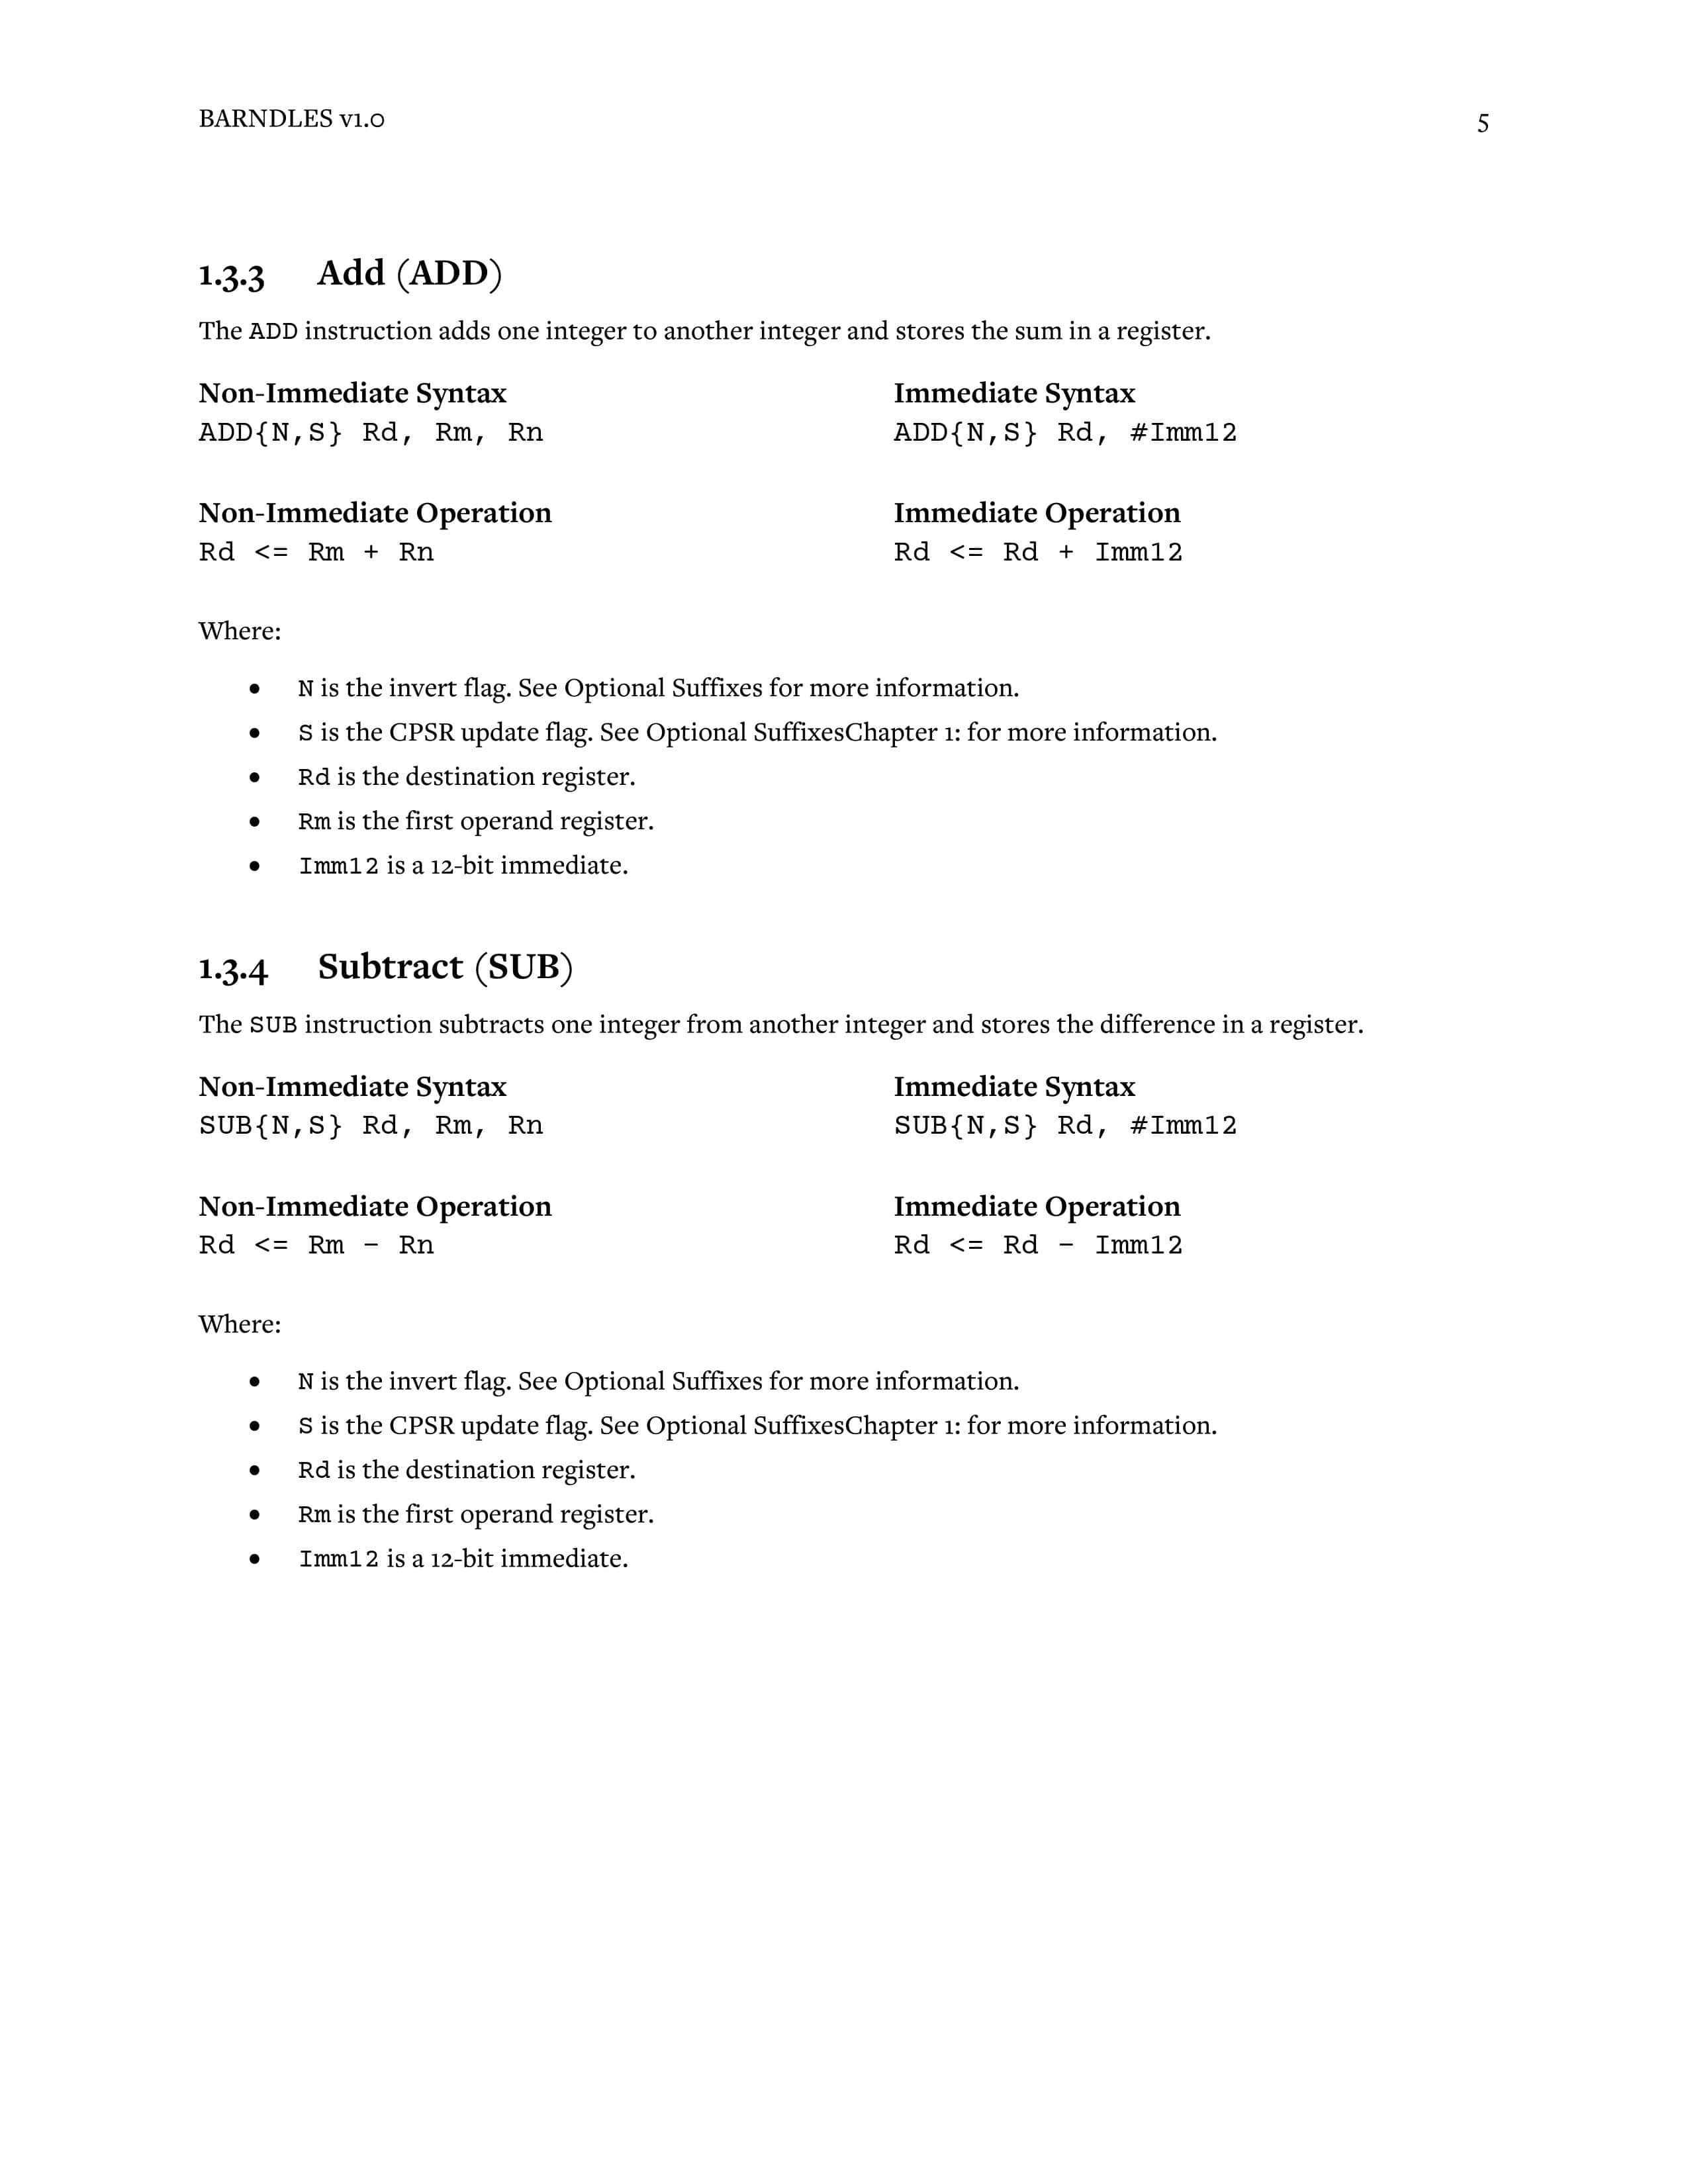 BARNDLES v1.0 5
1.3.3 Add (ADD)
The ADD instruction adds one integer to another integer and stores the sum in a register.
Non-Immediate Syntax
ADD{N,S} Rd, Rm, Rn
Immediate Syntax
ADD{N,S} Rd, #Imm12
Non-Immediate Operation
Rd <= Rm + Rn
Immediate Operation
Rd <= Rd + Imm12
Where:
• N is the invert flag. See Optional Suffixes for more information.
• S is the CPSR update flag. See Optional SuffixesChapter 1: for more information.
• Rd is the destination register.
• Rm is the first operand register.
• Imm12 is a 12-bit immediate.
1.3.4 Subtract (SUB)
The SUB instruction subtracts one integer from another integer and stores the difference in a register.
Non-Immediate Syntax
SUB{N,S} Rd, Rm, Rn
Immediate Syntax
SUB{N,S} Rd, #Imm12
Non-Immediate Operation
Rd <= Rm - Rn
Immediate Operation
Rd <= Rd - Imm12
Where:
• N is the invert flag. See Optional Suffixes for more information.
• S is the CPSR update flag. See Optional SuffixesChapter 1: for more information.
• Rd is the destination register.
• Rm is the first operand register.
• Imm12 is a 12-bit immediate.